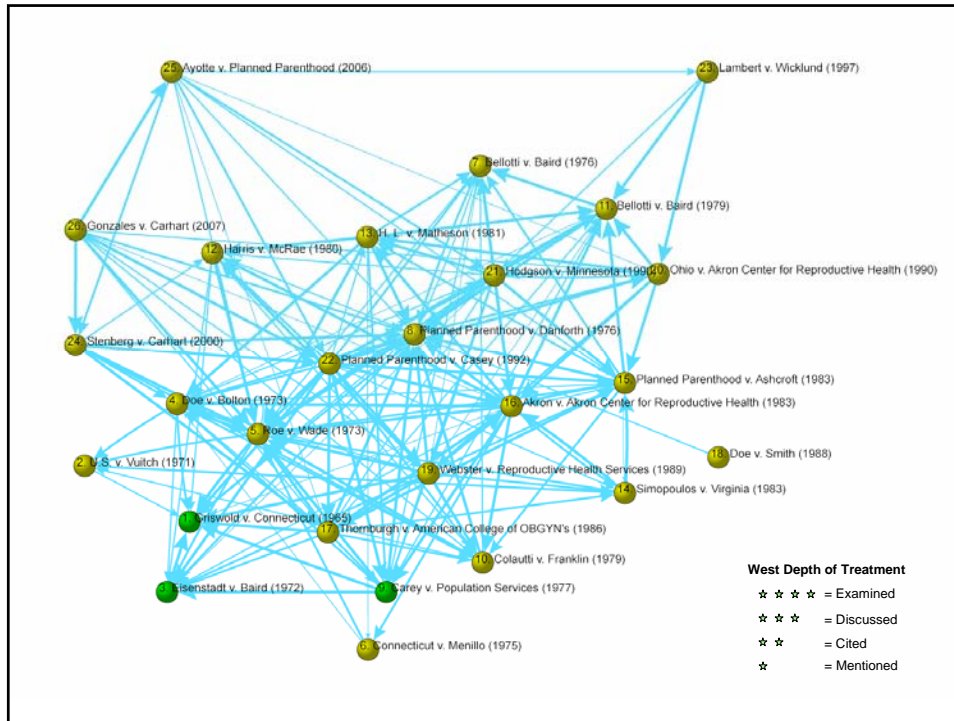 25. Ayotte v. Planned Parenthood (2006)
23. Lambert v. Wicklund (1997)
7. Bellotti v. Baird (1976)
11. Bellotti v. Baird (1979)
26. Gonzales v. Carhart (2007)
13. H. L. v. Matheson (1981)
12. Harris v. McRae (1980)
21. Hodgson v. Minnesota (1990)
20. Ohio v. Akron Center for Reproductive Health (1990)
8. Planned Parenthood v. Danforth (1976)
24. Stenberg v. Carhart (2000)
22. Planned Parenthood v. Casey (1992)
15. Planned Parenthood v. Ashcroft (1983)
4. Doe v. Bolton (1973)
16. Akron v. Akron Center for Reproductive Health (1983)
5. Roe v. Wade (1973)
18. Doe v. Smith (1988)
2. U.S. v. Vuitch (1971)
19. Webster v. Reproductive Health Services (1989)
14. Simopoulos v. Virginia (1983)
1. Griswold v. Connecticut (1965)
17. Thornburgh v. American College of OBGYN's (1986)
10. Colautti v. Franklin (1979)
3. Eisenstadt v. Baird (1972)
9. Carey v. Population Services (1977)
6. Connecticut v. Menillo (1975)
West Depth of Treatment
= Examined
= Discussed
= Cited
= Mentioned